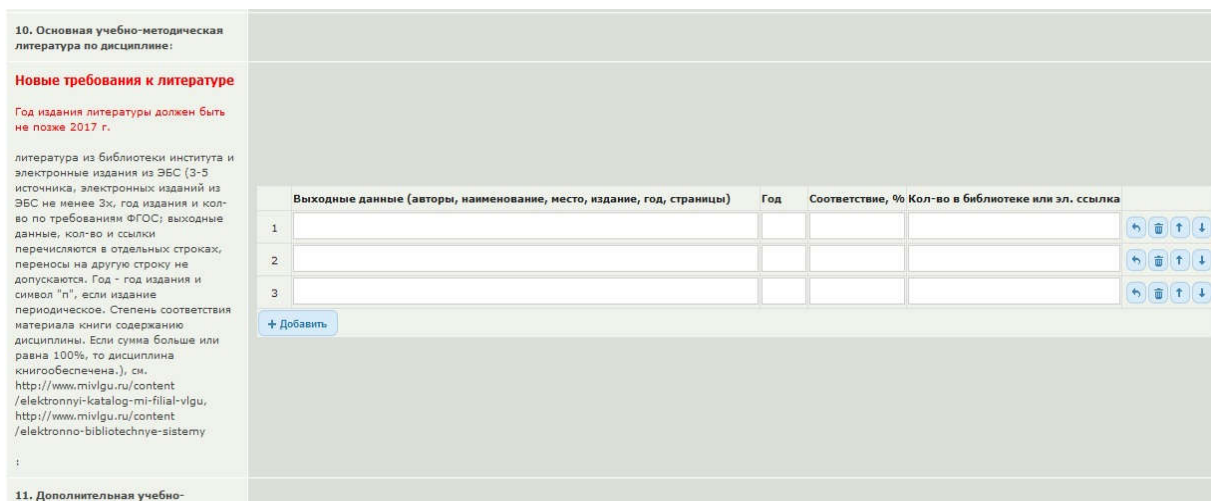 10. Основная учебно-методическая
литература по дисциплине:
Новые требования к литературе
Год издания литературы должен быть
не позже 2017 г.
литература из библиотеки института и
электронные издания из ЭБС (3-5
источника, электронных изданий из
ЭБС не менее 3х, год издания и кол-
во по требованиям ФГОС; выходные
данные, кол-во и ссылки
перечисляются в отдельных строках,
переносы на другую строку не
допускаются. Год - год издания и
символ "п", если издание
периодическое. Степень соответствия
материала книги содержанию
дисциплины. Если сумма больше или
равна 100%, то дисциплина
книгообеспечена.), см.
http://www.mivlgu.ru/content
/elektronnyi-katalog-mi-filial-vlgu,
http://www.mivlgu.ru/content
/elektronno-bibliotechnye-sistemy
:
Выходные данные (авторы, наименование, место, издание, год, страницы) Год Соответствие, % Кол-во в библиотеке или эл. ссылка
1
2
3
+ Добавить
11. Дополнительная учебно-